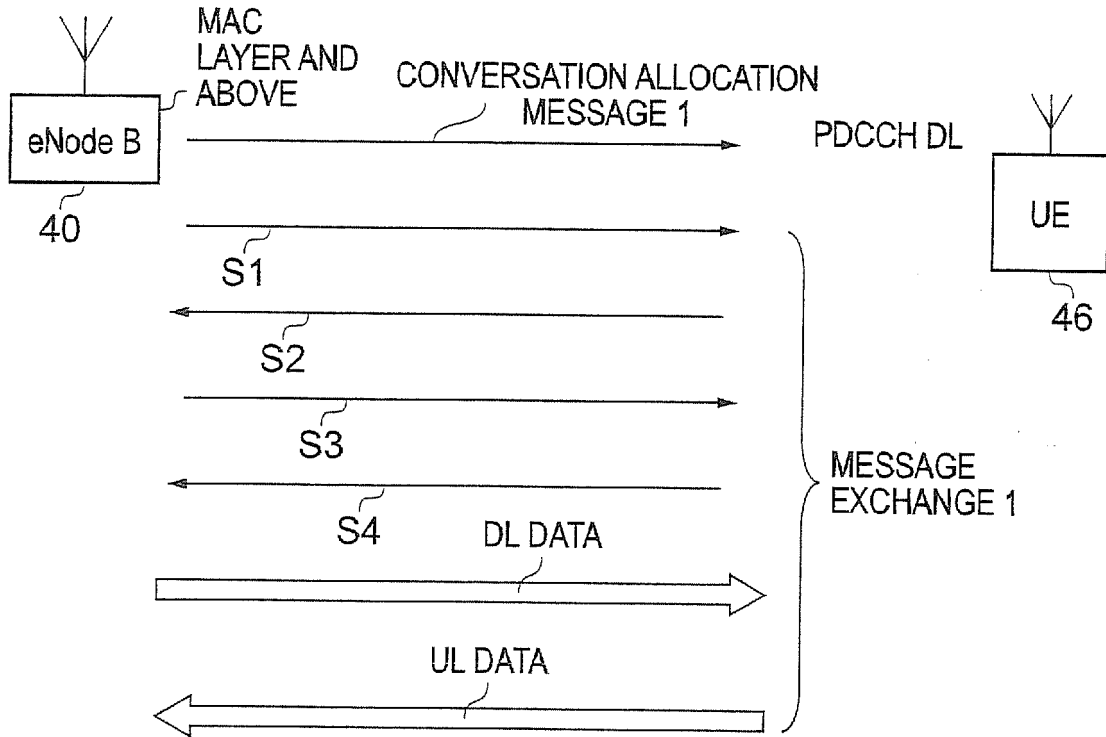 MAC
LAYER AND
ABOVE
eNode B
40
CONVERSATION ALLOCATION
MESSAGE 1
PDCCH DL
UE
46
S1
S2
S3
S4
MESSAGE
EXCHANGE 1
DL DATA
UL DATA